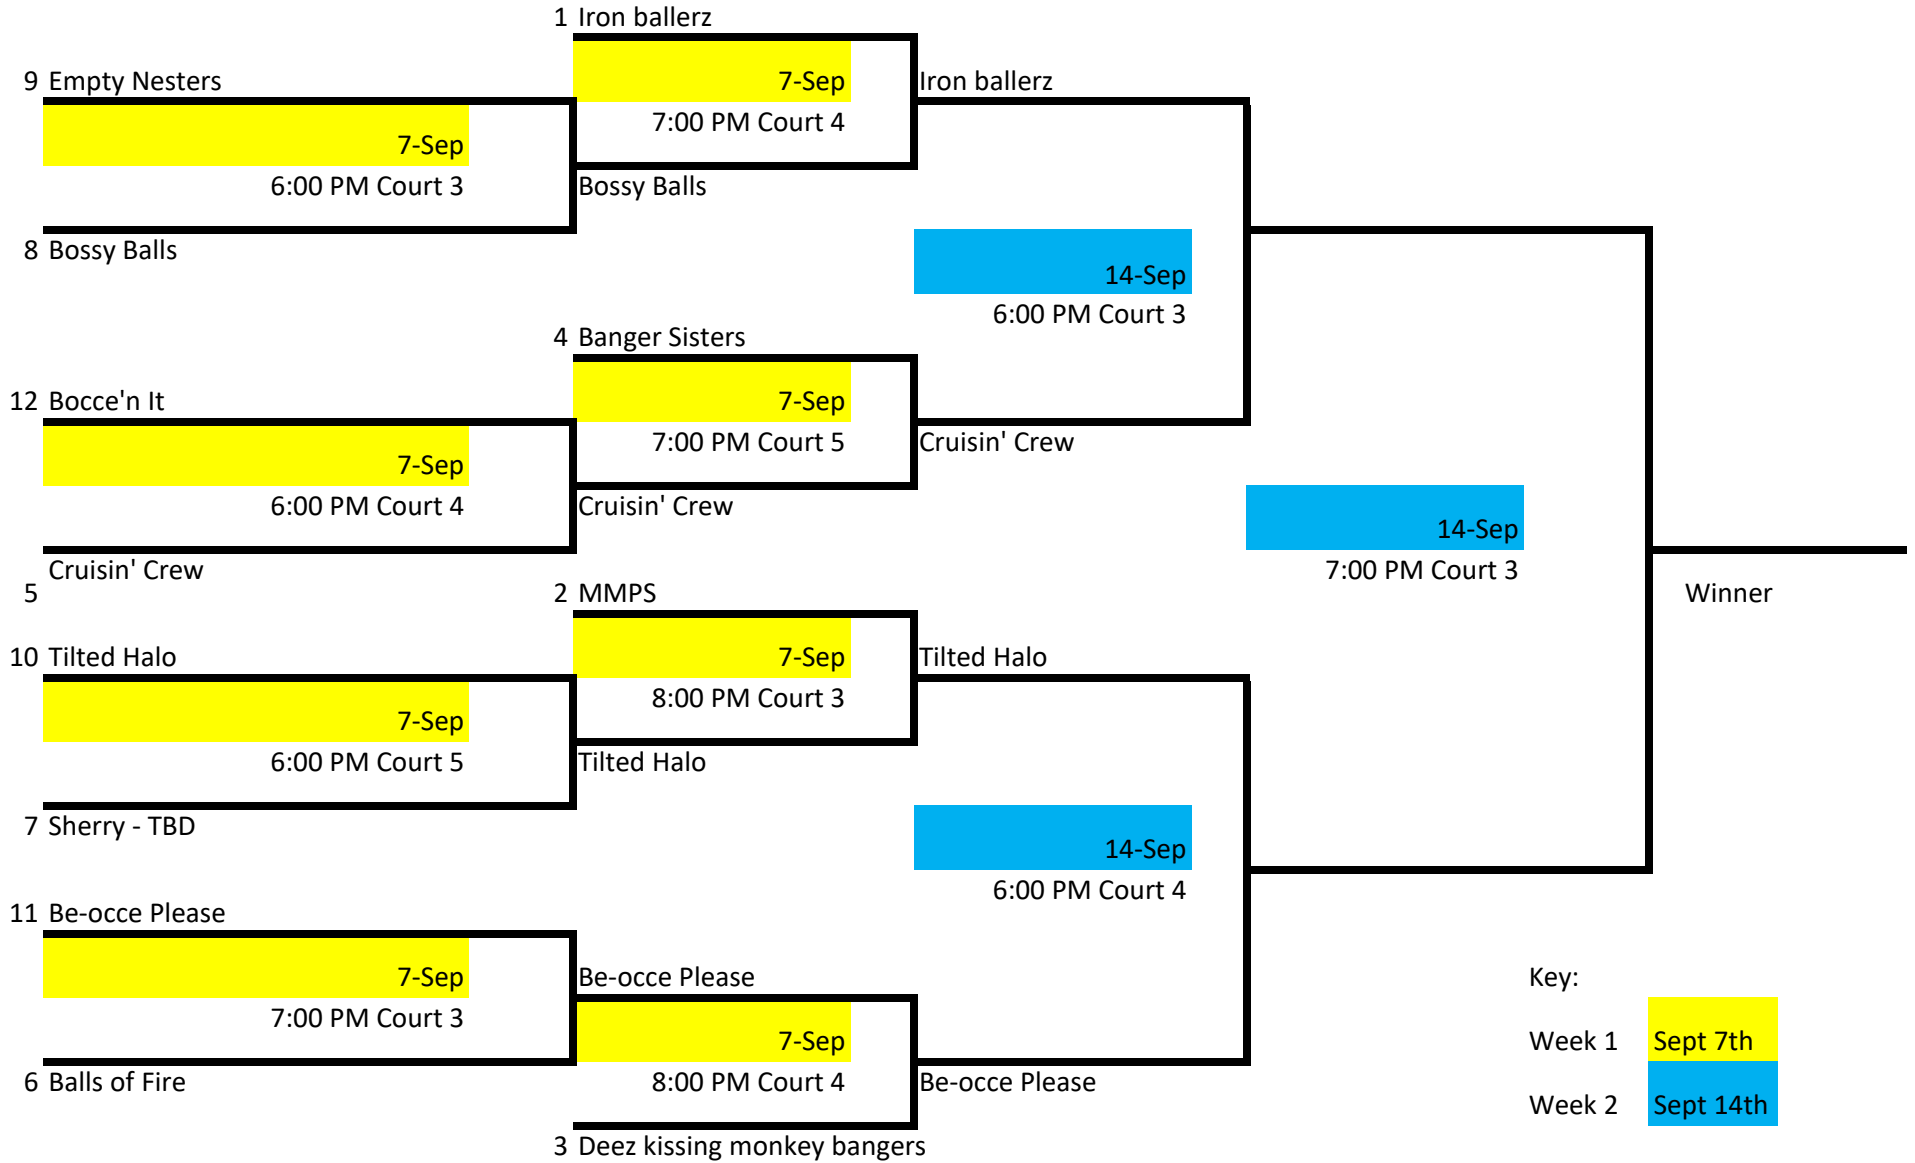 1 Iron ballerz
9 Empty Nesters
7-Sep
Iron ballerz
7:00 PM Court 4
7-Sep
6:00 PM Court 3
Bossy Balls
8 Bossy Balls
14-Sep
6:00 PM Court 3
4 Banger Sisters
12 Bocce'n It
7-Sep
7:00 PM Court 5
Cruisin' Crew
7-Sep
6:00 PM Court 4
Cruisin' Crew
14-Sep
Cruisin' Crew
7:00 PM Court 3
5
2 MMPS
Winner
10 Tilted Halo
7-Sep
Tilted Halo
8:00 PM Court 3
7-Sep
6:00 PM Court 5
Tilted Halo
7 Sherry - TBD
14-Sep
6:00 PM Court 4
11 Be-occe Please
7-Sep
Be-occe Please
Key:
7:00 PM Court 3
7-Sep
Week 1 Sept 7th
6 Balls of Fire
8:00 PM Court 4
Be-occe Please
Week 2 Sept 14th
3 Deez kissing monkey bangers